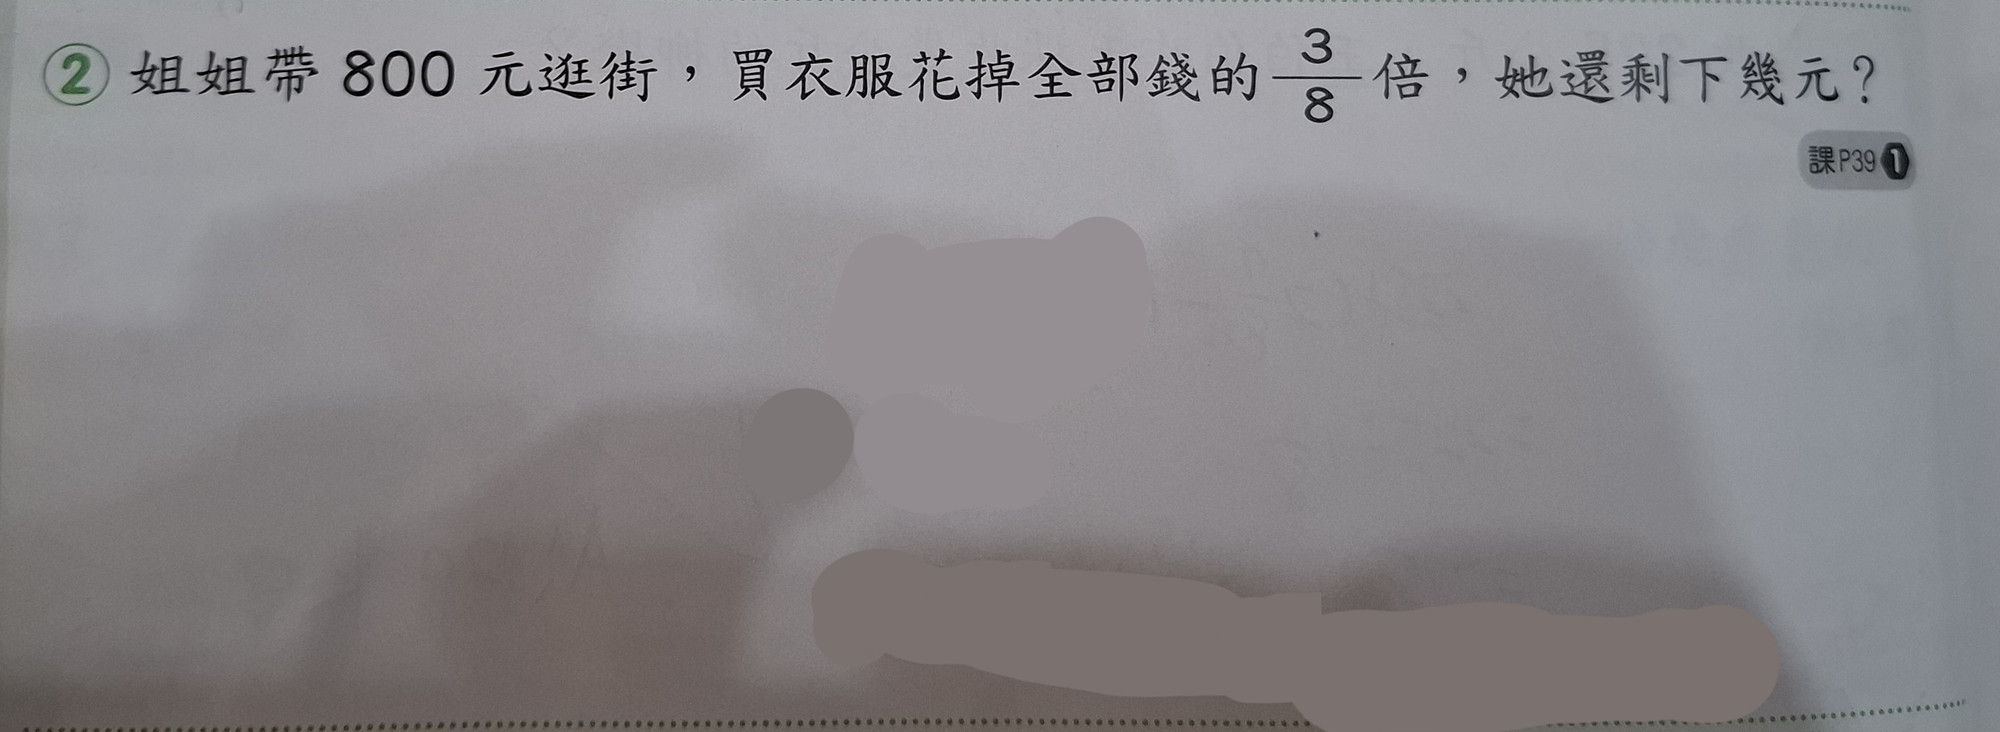 ② 姐姐帶 800 元逛街，買衣服花掉全部錢的 3/8 倍，她還剩下幾元？
課P39 1